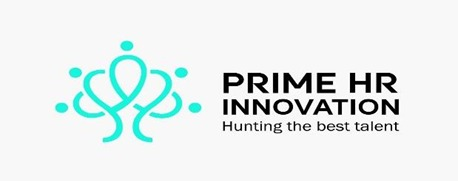 PRIME HR
INNOVATION
Hunting the best talent